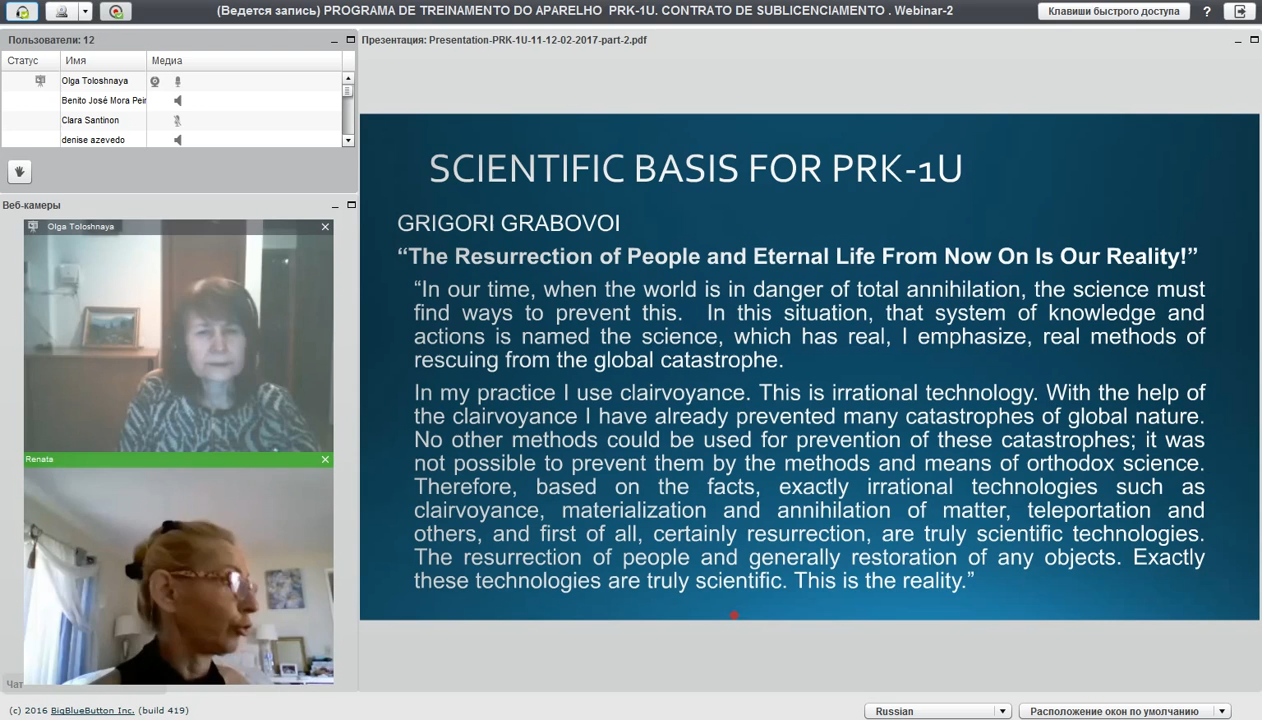 (Ведется запись) PROGRAMA DE TREINAMENTO DO APARELHO PRK-1U. CONTRATO DE SUBLICENCIAMENTO . Webinar-2
Клавиши быстрого доступа
?
Пользователи: 12
Статус Имя Медиа
Olga Toloshnaya
Benito José Mora Peir
Clara Santinon
denise azevedo
Веб-камеры
Olga Toloshnaya
Renata
Чат
Презентация: Presentation-PRK-1U-11-12-02-2017-part-2.pdf
SCIENTIFIC BASIS FOR PRK-1U
GRIGORI GRABOVOI
“The Resurrection of People and Eternal Life From Now On Is Our Reality!”
“In our time, when the world is in danger of total annihilation, the science must
find ways to prevent this. In this situation, that system of knowledge and
actions is named the science, which has real, I emphasize, real methods of
rescuing from the global catastrophe.
In my practice I use clairvoyance. This is irrational technology. With the help of
the clairvoyance I have already prevented many catastrophes of global nature.
No other methods could be used for prevention of these catastrophes; it was
not possible to prevent them by the methods and means of orthodox science.
Therefore, based on the facts, exactly irrational technologies such as
clairvoyance, materialization and annihilation of matter, teleportation and
others, and first of all, certainly resurrection, are truly scientific technologies.
The resurrection of people and generally restoration of any objects. Exactly
these technologies are truly scientific. This is the reality.”
(c) 2016 BigBlueButton Inc. (build 419)
Russian
Расположение окон по умолчанию